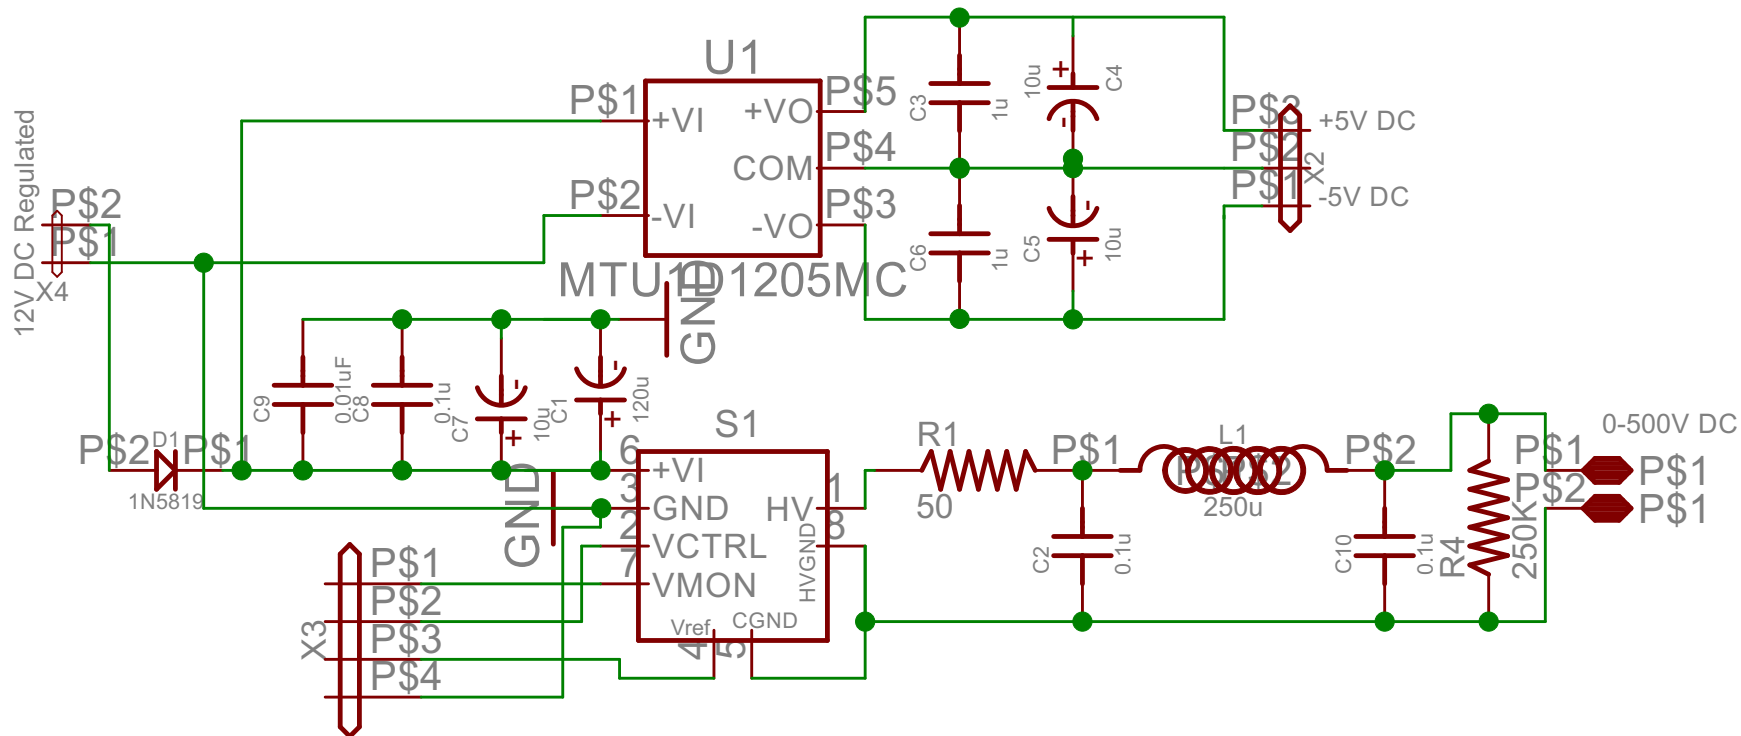 U1
P$1
+VI
P$2
-VI
+VO
P$5
COM
P$4
-VO
P$3
MTU1D1205MC
C3
1u
10u
C4
C6
1u
C5
10u
P$3
+5V DC
P$2
P$1
X2
-5V DC
12V DC Regulated
P$2
P$1
X4
GND
C9
0.01uF
C8
0.1u
C7
10u
C1
120u
P$2
D1
P$1
1N5819
GND
S1
6
+VI
3
GND
2
VCTRL
7
VMON
1
HV
8
HVGND
Vref
CGND
4
5
X3
P$1
P$2
P$3
P$4
R1
50
P$1
L1
P$2
250u
C2
0.1u
C10
0.1u
R4
250K
0-500V DC
P$1
P$1
P$2
P$1